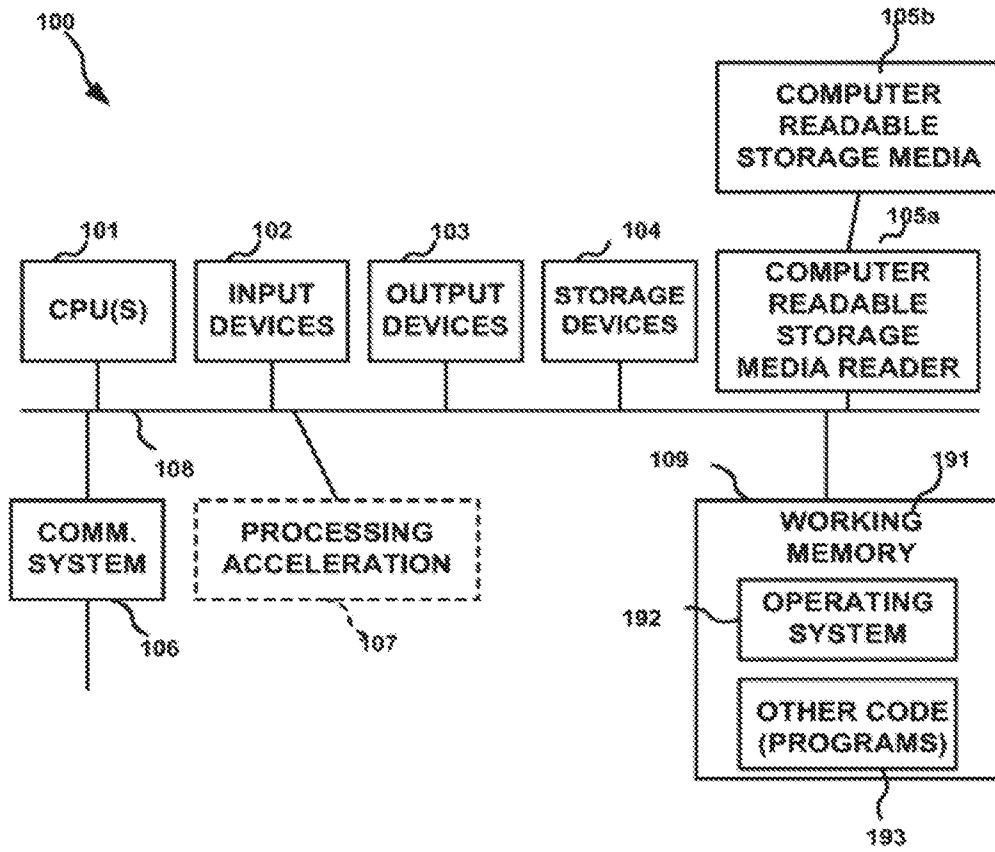 100
105b
COMPUTER
READABLE
STORAGE MEDIA
101
102
103
104
105a
CPU(S)
INPUT
DEVICES
OUTPUT
DEVICES
STORAGE
DEVICES
COMPUTER
READABLE
STORAGE
MEDIA READER
108
109
191
COMM.
SYSTEM
PROCESSING
ACCELERATION
WORKING
MEMORY
106
107
192
OPERATING
SYSTEM
OTHER CODE
(PROGRAMS)
193